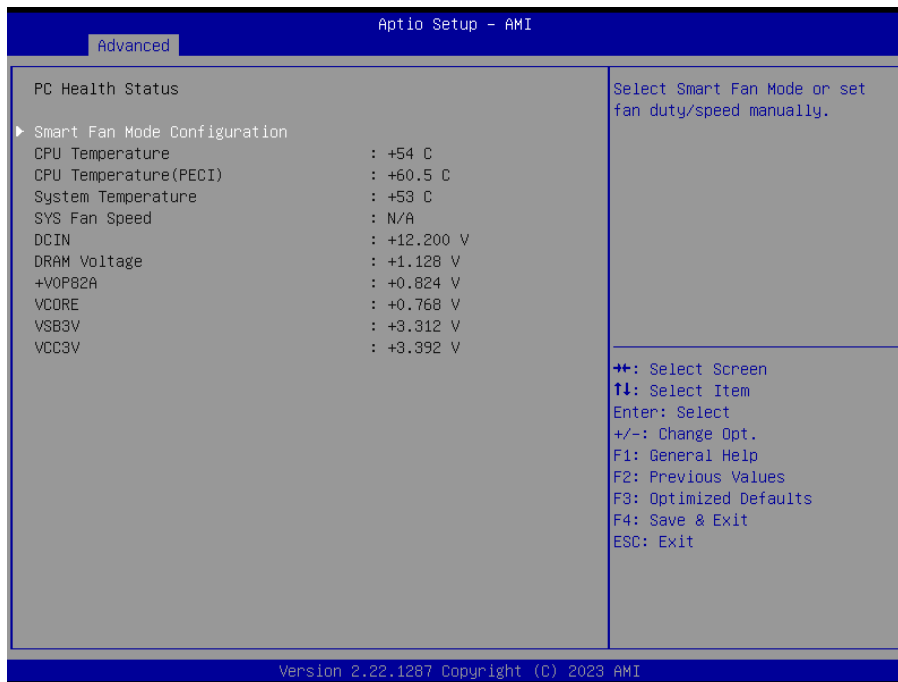 Aptio Setup - AMI
Advanced
PC Health Status
Smart Fan Mode Configuration
CPU Temperature : +54 C
CPU Temperature(PECI) : +60.5 C
System Temperature : +53 C
SYS Fan Speed : N/A
DCIN : +12.200 V
DRAM Voltage : +1.128 V
+V0P82A : +0.824 V
VCORE : +0.768 V
VSB3V : +3.312 V
VCC3V : +3.392 V
Select Smart Fan Mode or set
fan duty/speed manually.
→←: Select Screen
↑↓: Select Item
Enter: Select
+/-: Change Opt.
F1: General Help
F2: Previous Values
F3: Optimized Defaults
F4: Save & Exit
ESC: Exit
Version 2.22.1287 Copyright (C) 2023 AMI